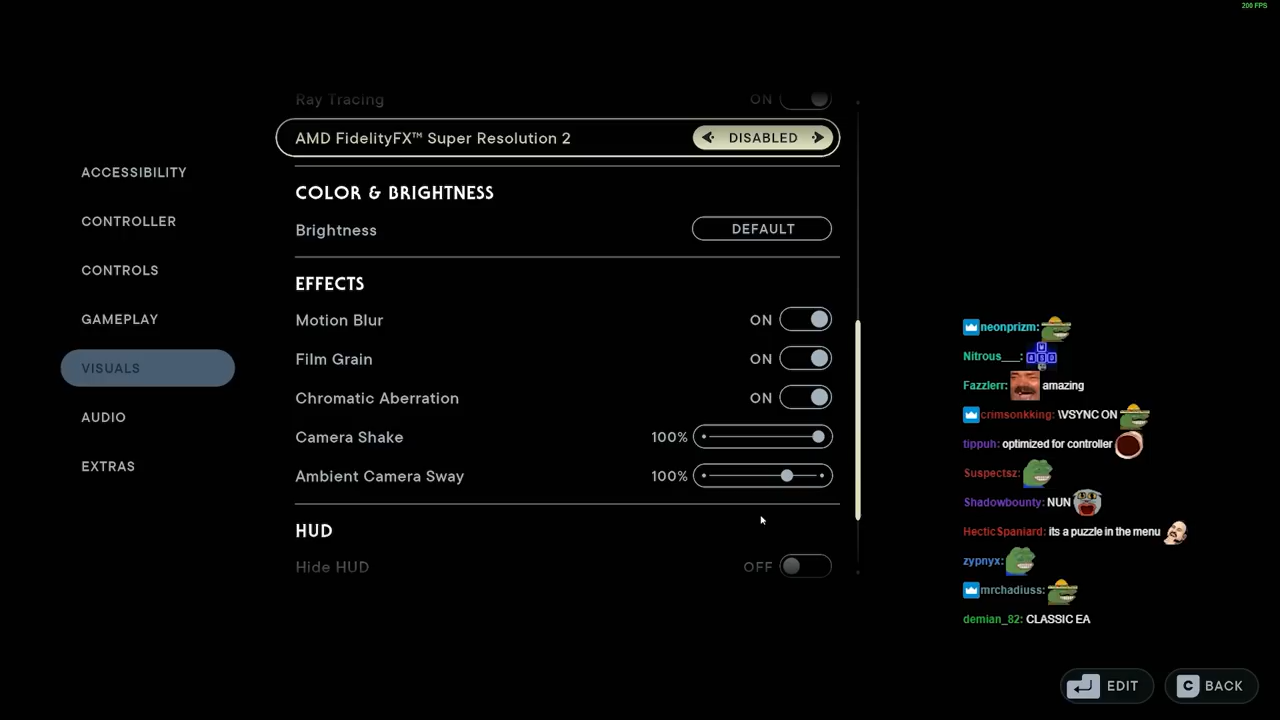 200 FPS
Ray Tracing ON
AMD FidelityFX™ Super Resolution 2 DISABLED
COLOR & BRIGHTNESS
Brightness DEFAULT
EFFECTS
Motion Blur ON
Film Grain ON
Chromatic Aberration ON
Camera Shake 100%
Ambient Camera Sway 100%
HUD
Hide HUD OFF
ACCESSIBILITY
CONTROLLER
CONTROLS
GAMEPLAY
VISUALS
AUDIO
EXTRAS
neonprizm:
Nitrous___:
Fazzlerr: amazing
crimsonkking: \VSYNC ON
tippuh: optimized for controller
Suspectsz:
Shadowbounty: NUN
HecticSpaniard: its a puzzle in the menu
zypnyx:
mrchadiuss:
demian_82: CLASSIC EA
EDIT C BACK